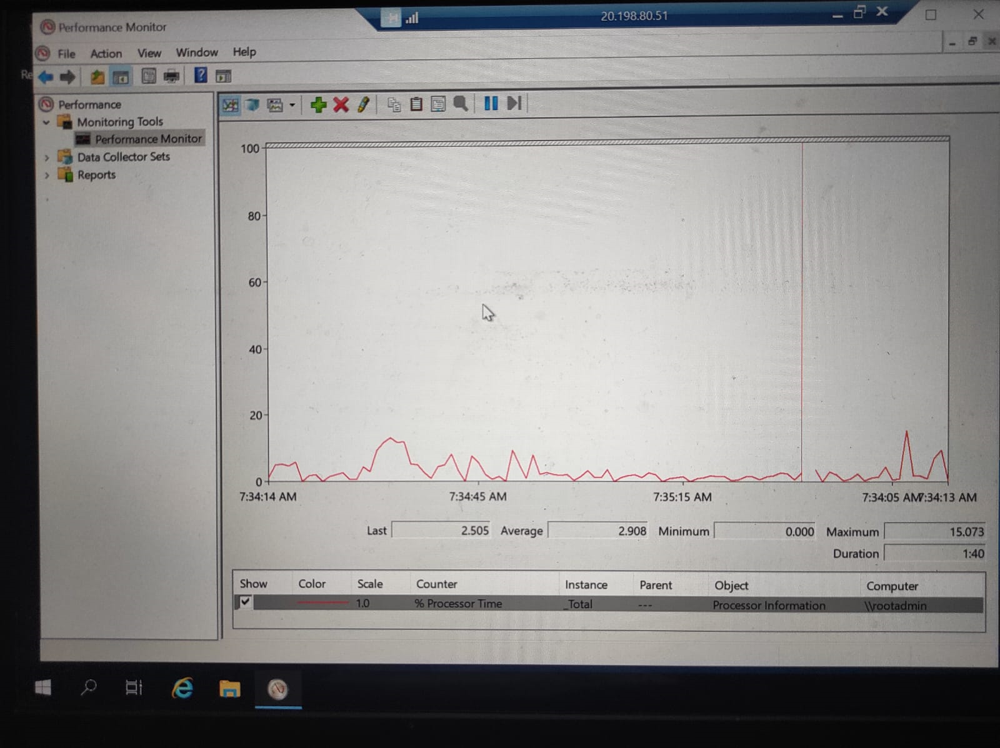 Performance Monitor
20.198.80.51
File Action View Window Help
Re
Performance
Monitoring Tools
Performance Monitor
Data Collector Sets
Reports
100
80
60
40
20
0
7:34:14 AM 7:34:45 AM 7:35:15 AM 7:34:05 AM 7:34:13 AM
Last 2.505 Average 2.908 Minimum 0.000 Maximum 15.073
Duration 1:40
Show Color Scale Counter Instance Parent Object Computer
1.0 % Processor Time _Total --- Processor Information \\rootadmin